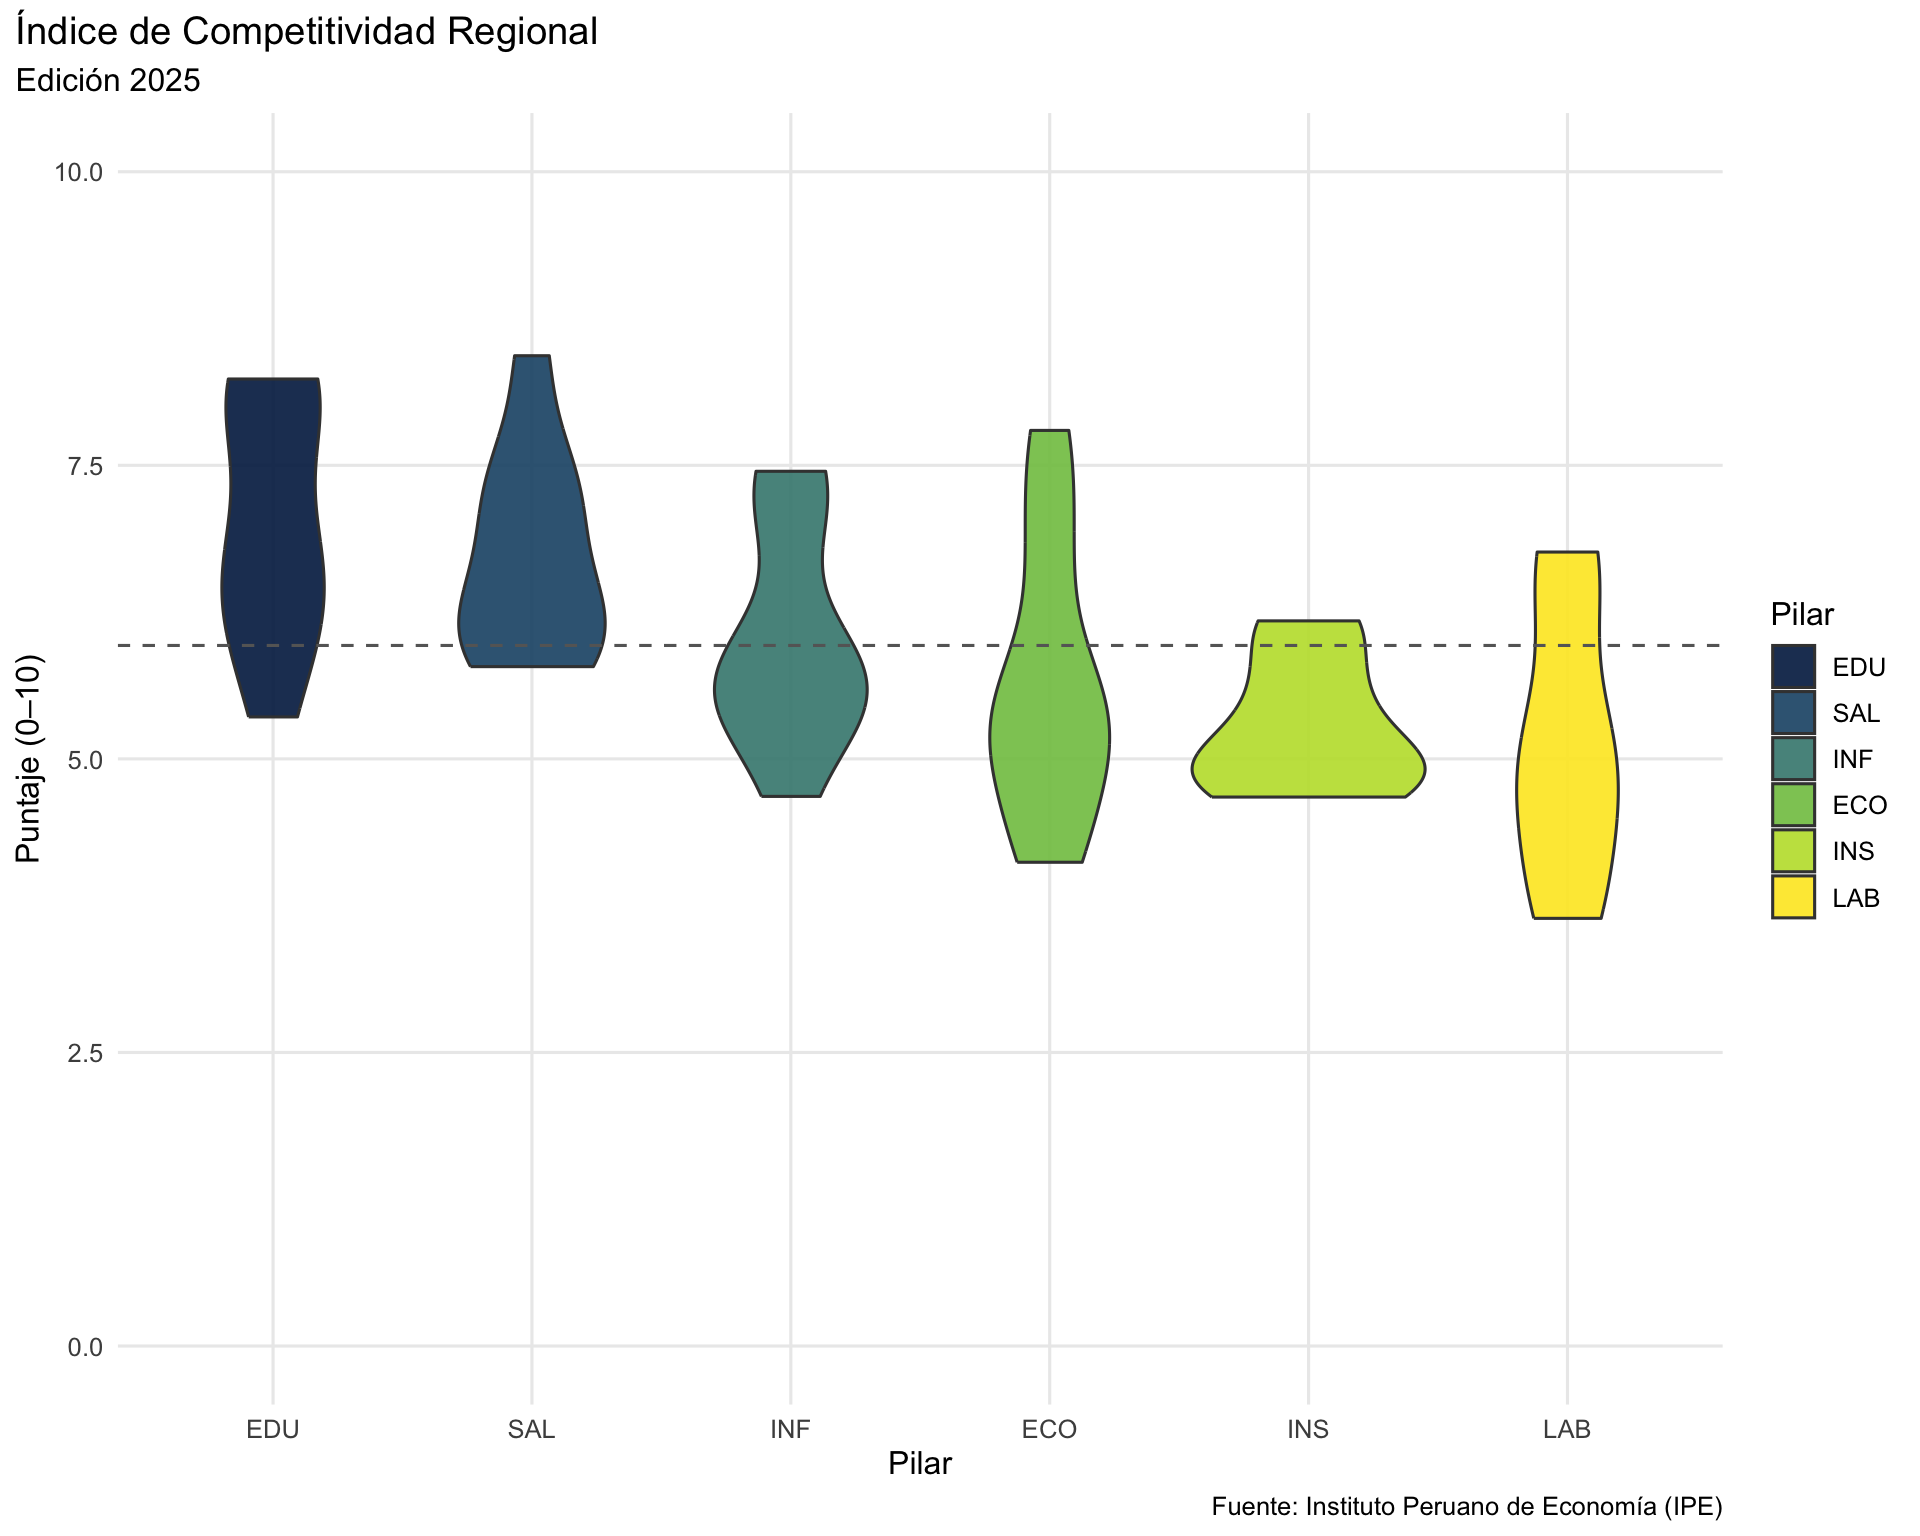 Índice de Competitividad Regional
Edición 2025
Puntaje (0–10)
10.0
7.5
5.0
2.5
0.0
EDU
SAL
INF
ECO
INS
LAB
Pilar
Pilar
EDU
SAL
INF
ECO
INS
LAB
Fuente: Instituto Peruano de Economía (IPE)